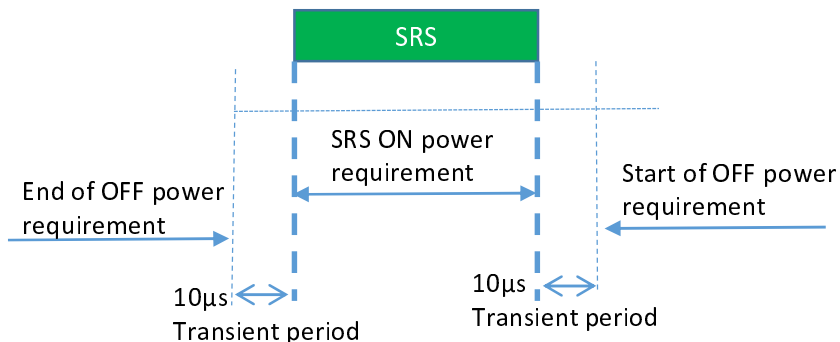 SRS
SRS ON power
requirement
End of OFF power
requirement
Start of OFF power
requirement
10µs
Transient period
10µs
Transient period